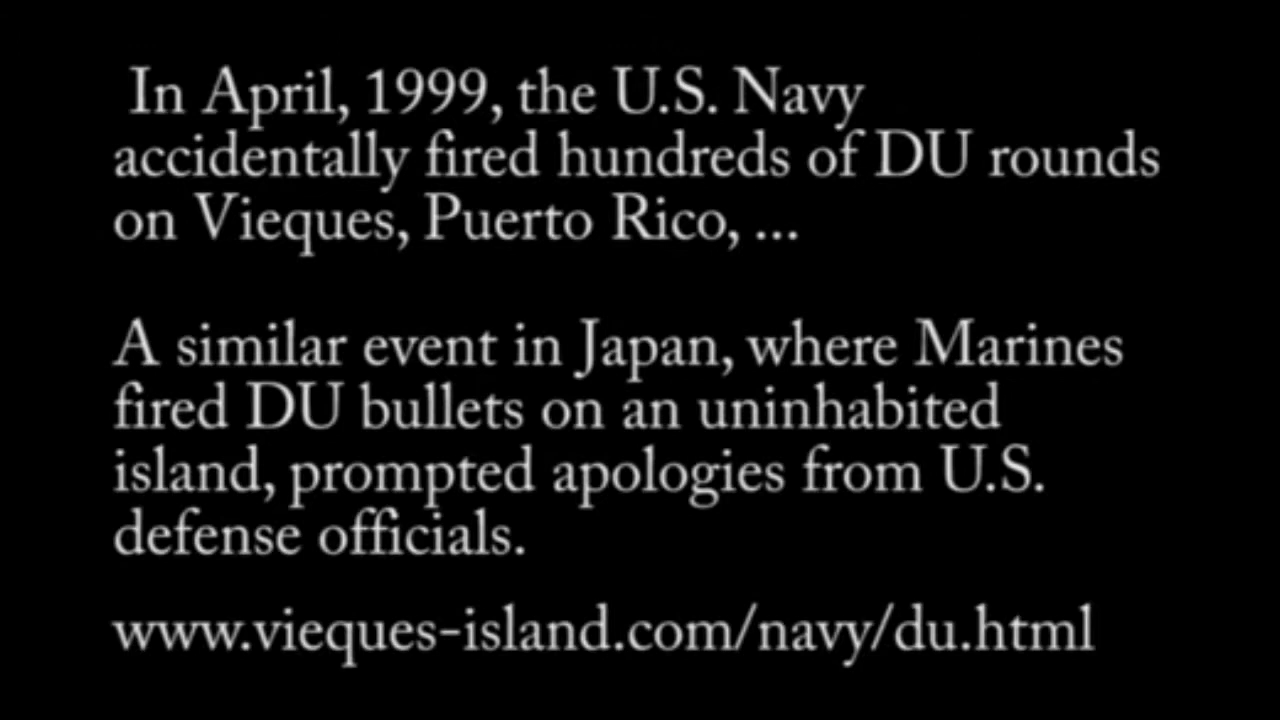 In April, 1999, the U.S. Navy
accidentally fired hundreds of DU rounds
on Vieques, Puerto Rico, ...
A similar event in Japan, where Marines
fired DU bullets on an uninhabited
island, prompted apologies from U.S.
defense officials.
www.vieques-island.com/navy/du.html